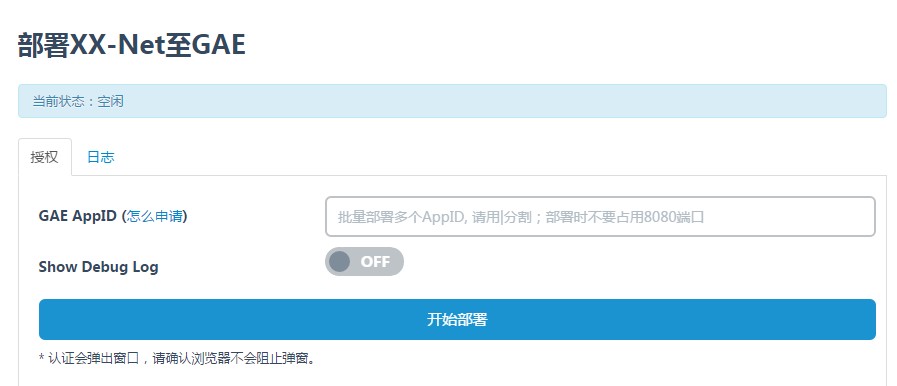 部署XX-Net至GAE
当前状态：空闲
授权 日志
GAE AppID (怎么申请) 批量部署多个AppID, 请用|分割；部署时不要占用8080端口
Show Debug Log OFF
开始部署
* 认证会弹出窗口，请确认浏览器不会阻止弹窗。